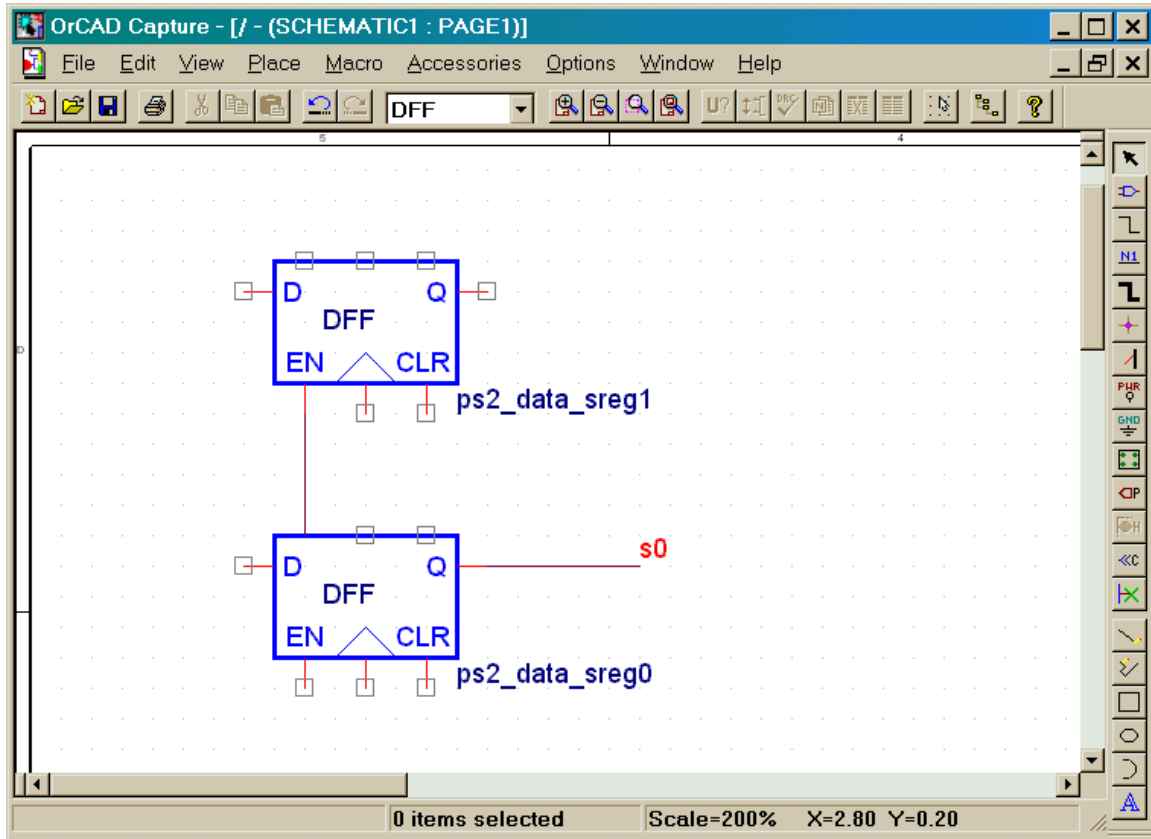 OrCAD Capture - [/ - (SCHEMATIC1 : PAGE1)]
File Edit View Place Macro Accessories Options Window Help
DFF U? DRC N
5 4
D Q
DFF
EN CLR
ps2_data_sreg1
D
s0
D Q
DFF
EN CLR
ps2_data_sreg0
N1
PWR
GND
P
H
C
A
0 items selected Scale=200% X=2.80 Y=0.20